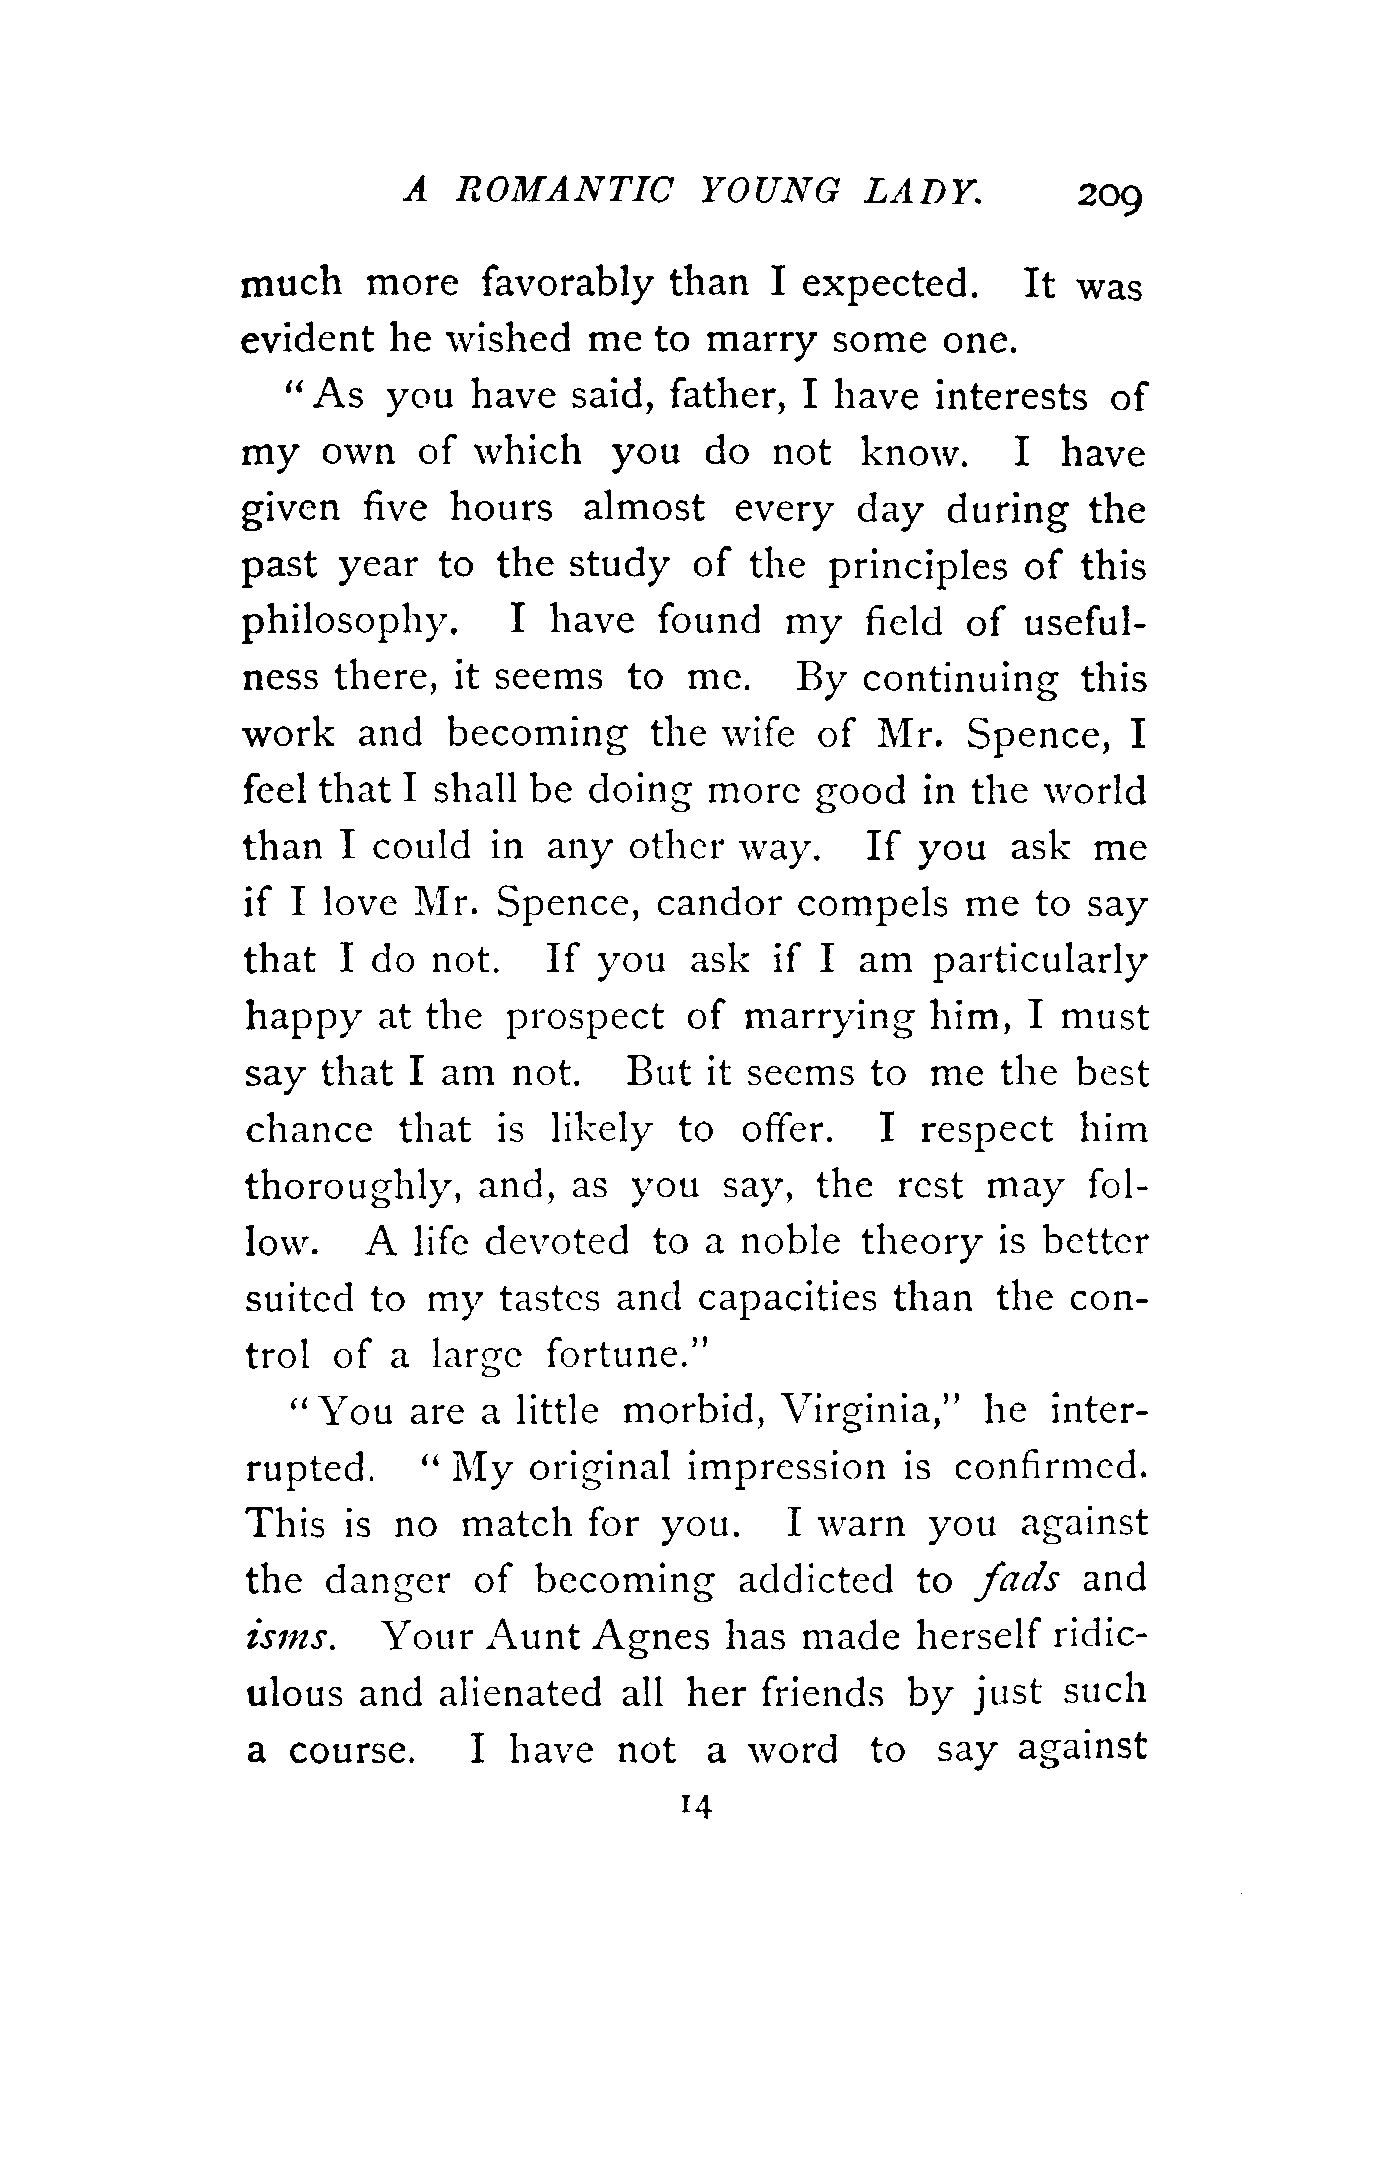 A ROMANTIC YOUNG LADY. 209
much more favorably than I expected. It was
evident he wished me to marry some one.
"As you have said, father, I have interests of
my own of which you do not know. I have
given five hours almost every day during the
past year to the study of the principles of this
philosophy. I have found my field of useful-
ness there, it seems to me. By continuing this
work and becoming the wife of Mr. Spence, I
feel that I shall be doing more good in the world
than I could in any other way. If you ask me
if I love Mr. Spence, candor compels me to say
that I do not. If you ask if I am particularly
happy at the prospect of marrying him, I must
say that I am not. But it seems to me the best
chance that is likely to offer. I respect him
thoroughly, and, as you say, the rest may fol-
low. A life devoted to a noble theory is better
suited to my tastes and capacities than the con-
trol of a large fortune."
"You are a little morbid, Virginia," he inter-
rupted. "My original impression is confirmed.
This is no match for you. I warn you against
the danger of becoming addicted to fads and
isms. Your Aunt Agnes has made herself ridic-
ulous and alienated all her friends by just such
a course. I have not a word to say against
14